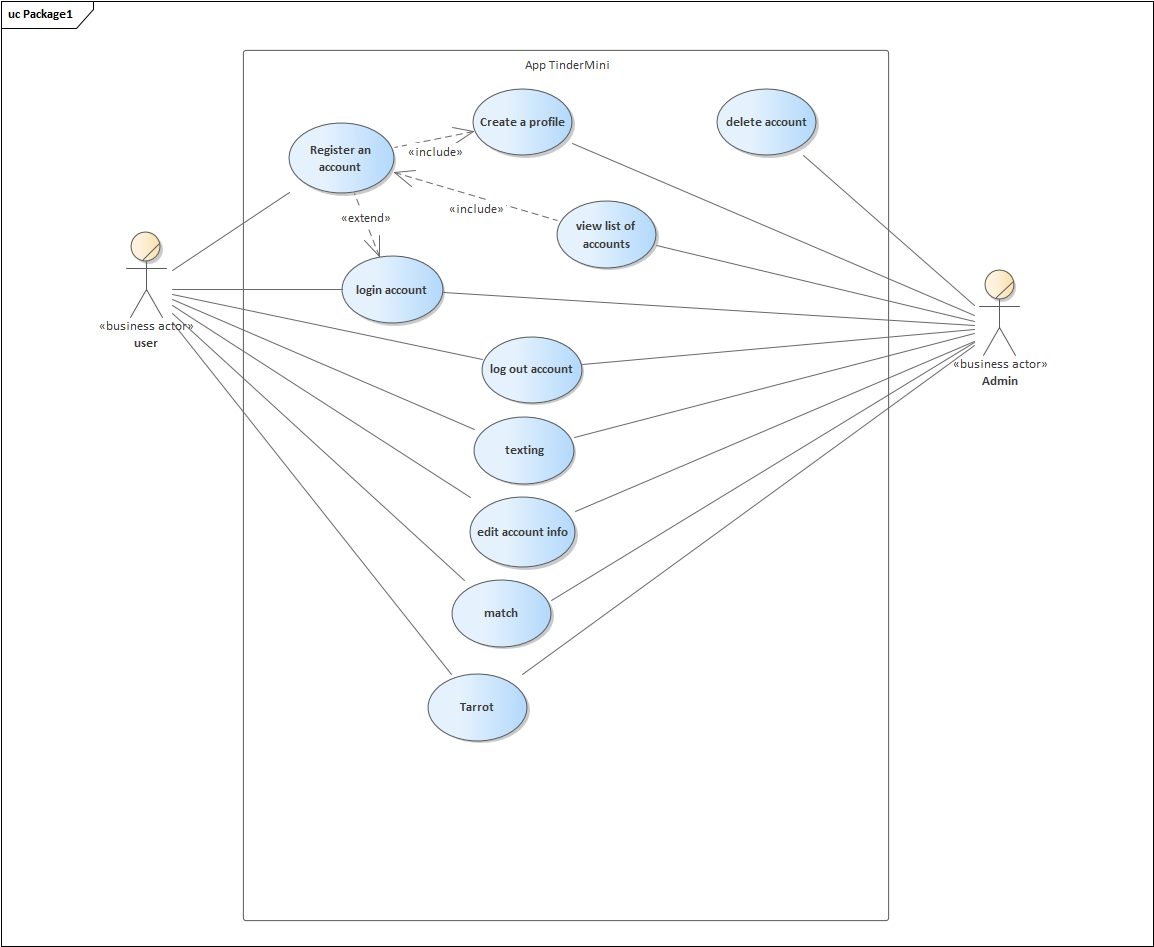 uc Package1
App TinderMini
Create a profile
delete account
Register an
account
«include»
«include»
«extend»
view list of
accounts
login account
«business actor»
user
log out account
«business actor»
Admin
texting
edit account info
match
Tarrot